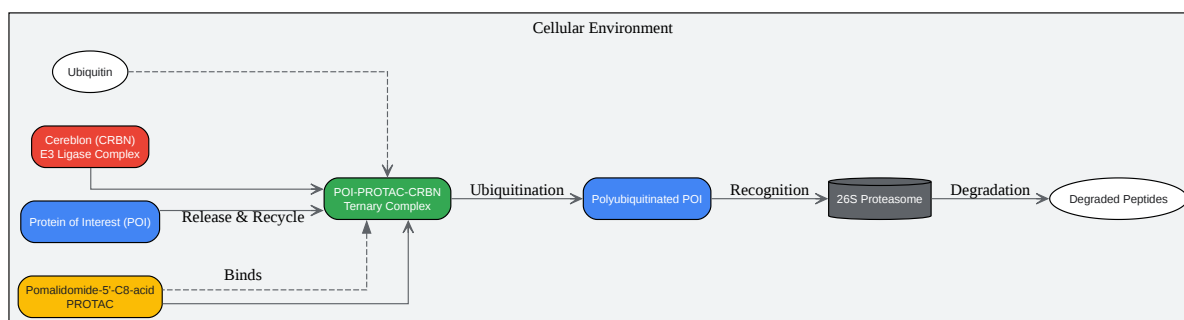 Cellular Environment
Ubiquitin
Cereblon (CRBN)
E3 Ligase Complex
POI-PROTAC-CRBN
Ternary Complex
Ubiquitination
Polyubiquitinated POI
Recognition
26S Proteasome
Degradation
Degraded Peptides
Protein of Interest (POI)
Release & Recycle
Binds
Pomalidomide-5'-C8-acid
PROTAC